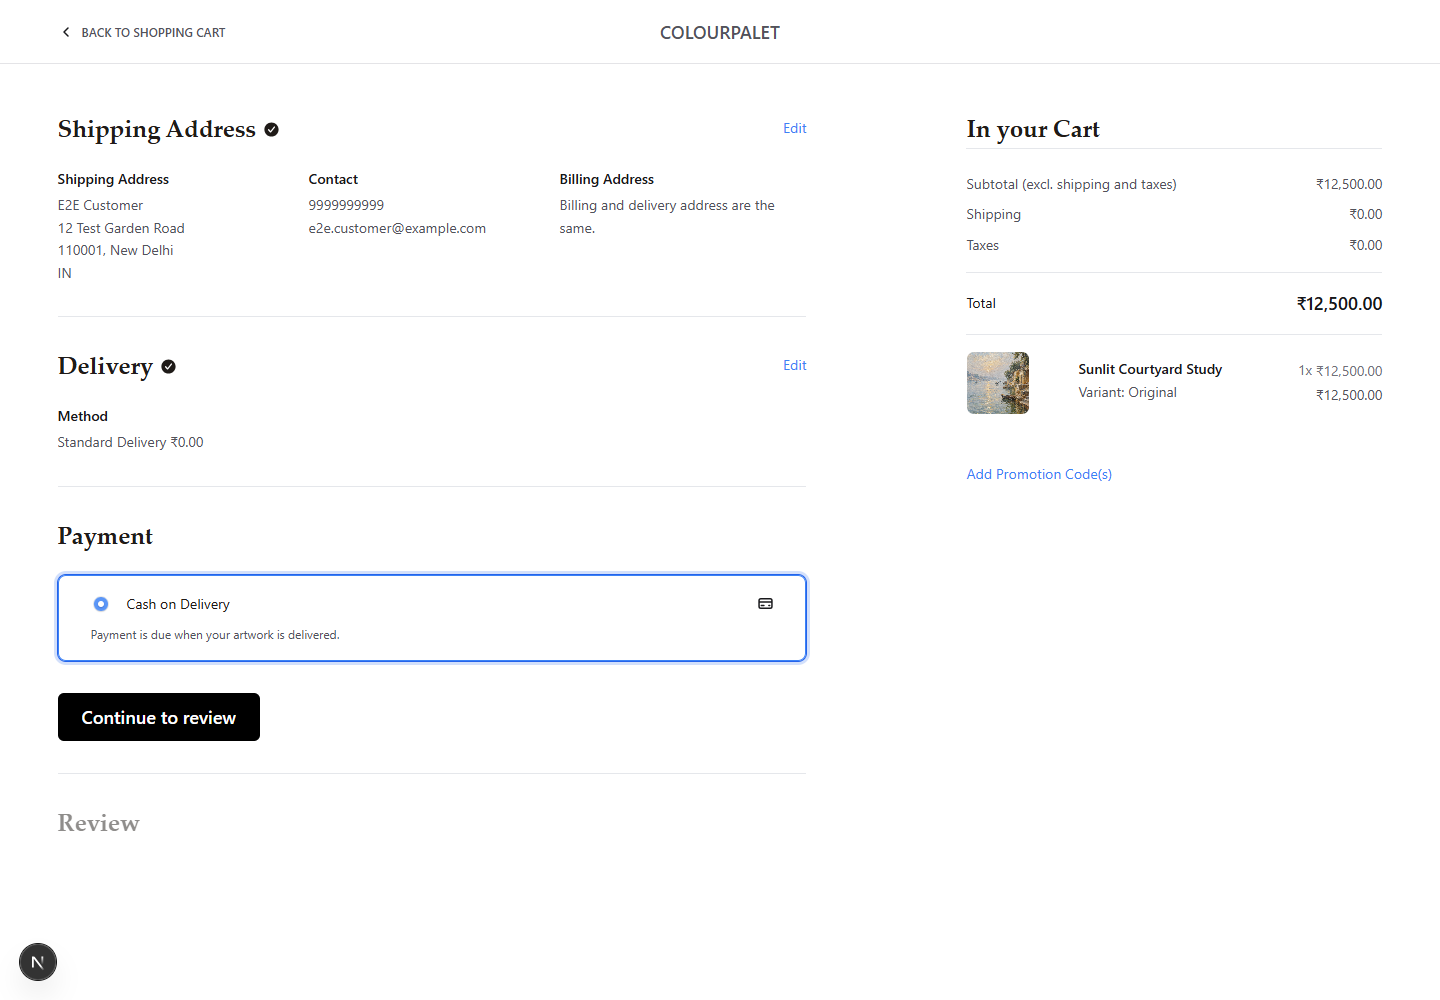 BACK TO SHOPPING CART
COLOURPALET
Shipping Address
Edit
Shipping Address
E2E Customer
12 Test Garden Road
110001, New Delhi
IN
Contact
9999999999
e2e.customer@example.com
Billing Address
Billing and delivery address are the
same.
Delivery
Edit
Method
Standard Delivery ₹0.00
Payment
Cash on Delivery
Payment is due when your artwork is delivered.
Continue to review
Review
In your Cart
Subtotal (excl. shipping and taxes) ₹12,500.00
Shipping ₹0.00
Taxes ₹0.00
Total ₹12,500.00
Sunlit Courtyard Study 1x ₹12,500.00
Variant: Original ₹12,500.00
Add Promotion Code(s)
N